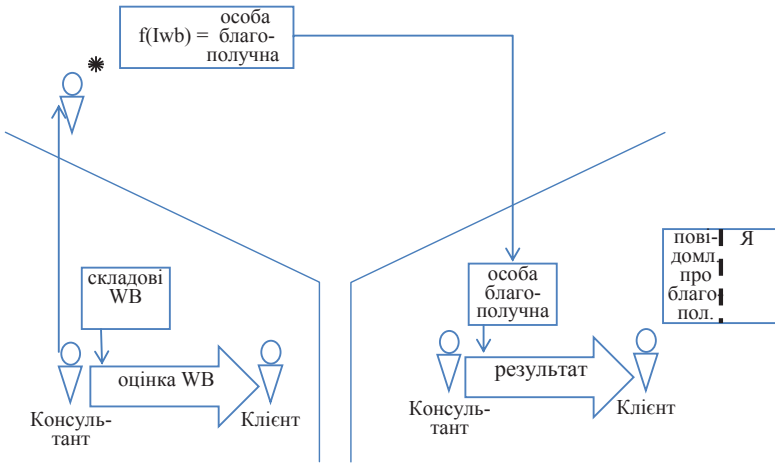 особа
f(Iwb) = благо-
получна
складові
WB
оцінка WB
Консуль-
тант
Клієнт
особа
благо-
получна
результат
Консуль-
тант
Клієнт
пові-
домл.
про
благо-
пол.
Я